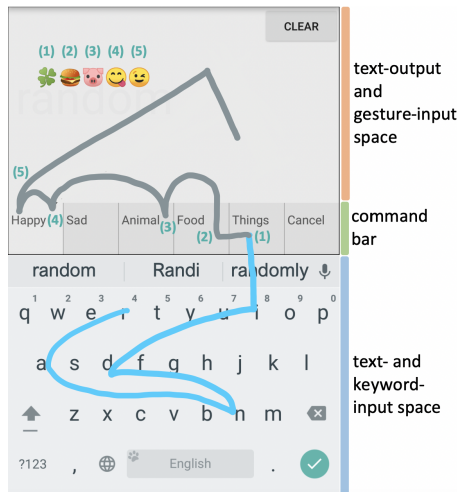 CLEAR
(1) (2) (3) (4) (5)
🍀 🍔 🐷 😋 😉
random
(5)
Happy (4) Sad Animal (3) Food (2) Things (1) Cancel
random Randi randomly
1 2 3 4 5 6 7 8 9 0
q w e r t y u i o p
a s d f g h j k l
z x c v b n m
?123 , English .
text-output
and
gesture-input
space
command
bar
text- and
keyword-
input space